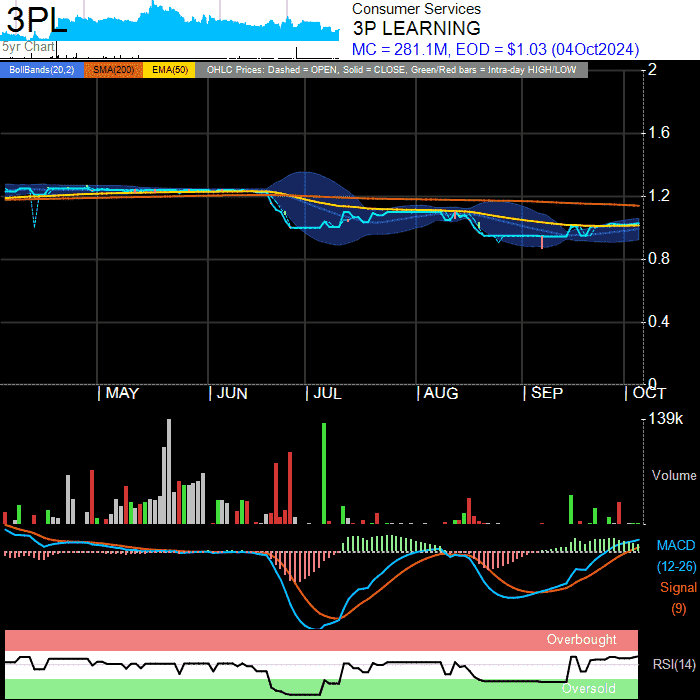 3PL
5yr Chart
Consumer Services
3P LEARNING
MC = 281.1M, EOD = $1.03 (04Oct2024)
BollBands(20,2) SMA(200) EMA(50) OHLC Prices: Dashed = OPEN, Solid = CLOSE, Green/Red bars = Intra-day HIGH/LOW
2
1.6
1.2
0.8
0.4
0
MAY JUN JUL AUG SEP OCT
139k
Volume
MACD
(12-26)
Signal
(9)
Overbought
RSI(14)
Oversold